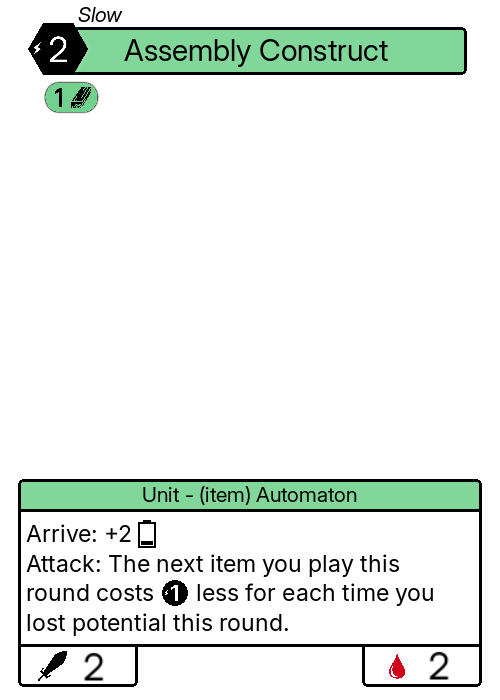 Slow
2 Assembly Construct
1
Unit - (item) Automaton
Arrive: +2
Attack: The next item you play this
round costs 1 less for each time you
lost potential this round.
2 2